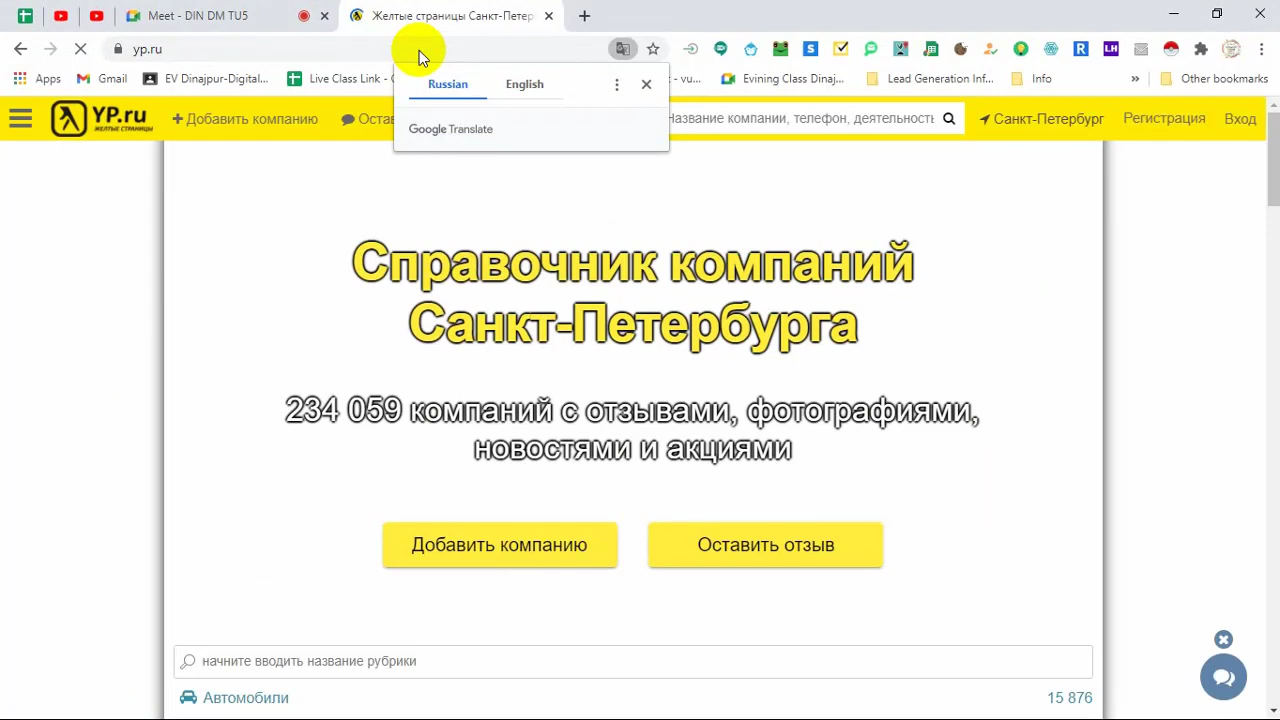 Meet - DIN DM TU5
Желтые страницы Санкт-Петер
yp.ru
Apps
Gmail
EV Dinajpur-Digital...
Live Class Link -
- vu...
Evining Class Dinaj...
Lead Generation Inf...
Other bookmarks
Russian
English
Google Translate
YP.ru
ЖЕЛТЫЕ СТРАНИЦЫ
Добавить компанию
Название компании, телефон, деятельность
Санкт-Петербург
Регистрация
Вход
Справочник компаний
Санкт-Петербурга
234 059 компаний с отзывами, фотографиями,
новостями и акциями
Добавить компанию
Оставить отзыв
начните вводить название рубрики
Автомобили
15 876